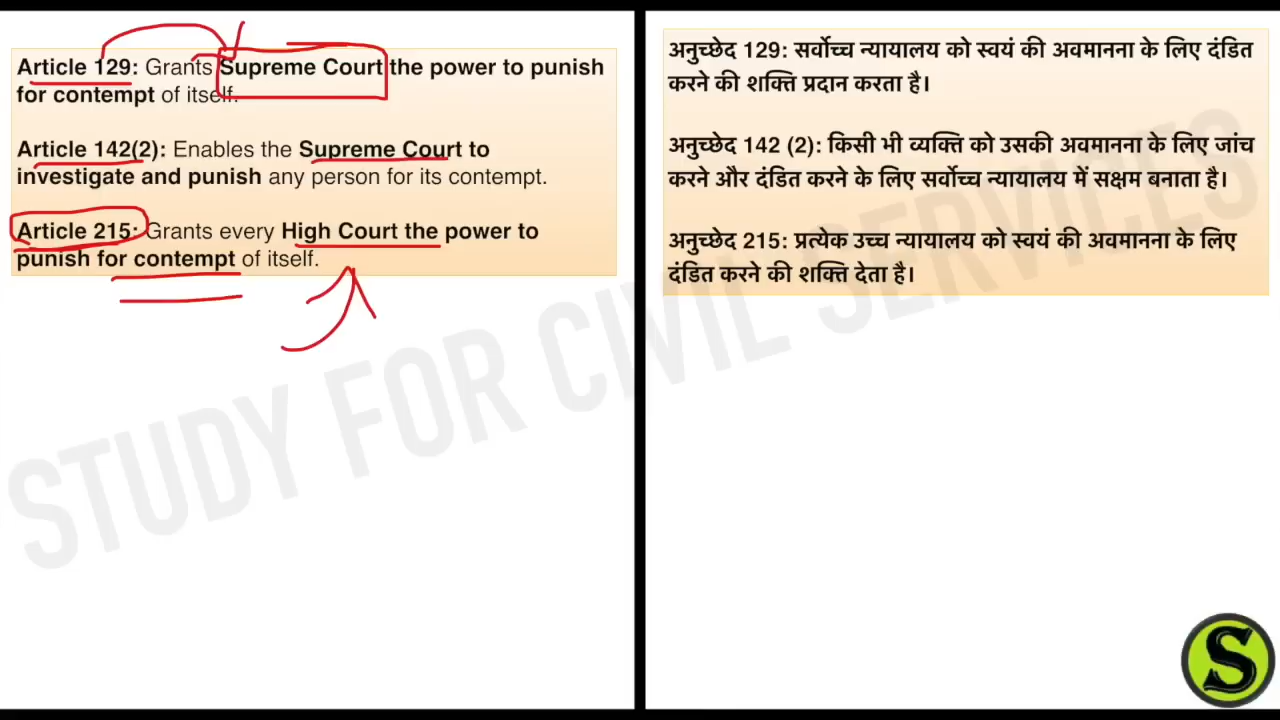 Article 129: Grants Supreme Court the power to punish
for contempt of itself.
Article 142(2): Enables the Supreme Court to
investigate and punish any person for its contempt.
Article 215: Grants every High Court the power to
punish for contempt of itself.
अनुच्छेद 129: सर्वोच्च न्यायालय को स्वयं की अवमानना के लिए दंडित
करने की शक्ति प्रदान करता है।
अनुच्छेद 142 (2): किसी भी व्यक्ति को उसकी अवमानना के लिए जांच
करने और दंडित करने के लिए सर्वोच्च न्यायालय में सक्षम बनाता है।
अनुच्छेद 215: प्रत्येक उच्च न्यायालय को स्वयं की अवमानना के लिए
दंडित करने की शक्ति देता है।
STUDY FOR CIVIL SERVICES
S